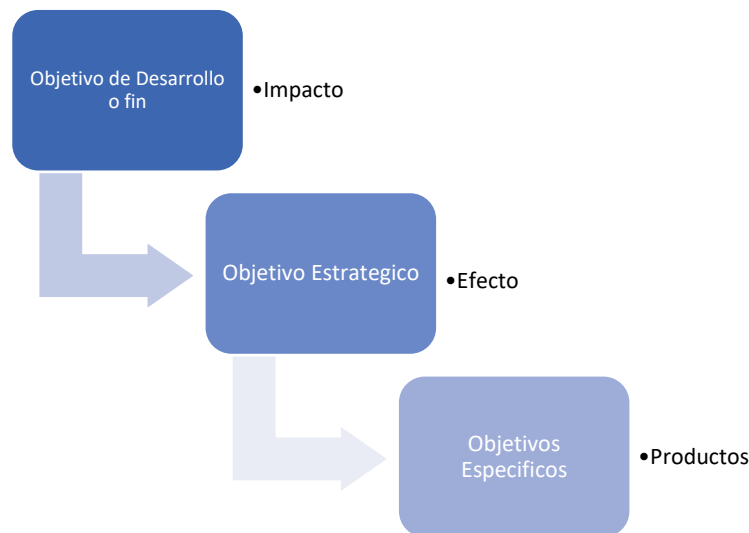 Objetivo de Desarrollo
o fin
•Impacto
Objetivo Estrategico
•Efecto
Objetivos
Especificos
•Productos